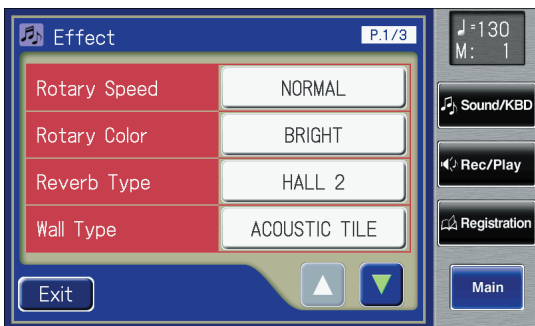 Effect P.1/3
♩=130
M: 1
Rotary Speed NORMAL
Rotary Color BRIGHT
Reverb Type HALL 2
Wall Type ACOUSTIC TILE
Exit
Sound/KBD
Rec/Play
Registration
Main